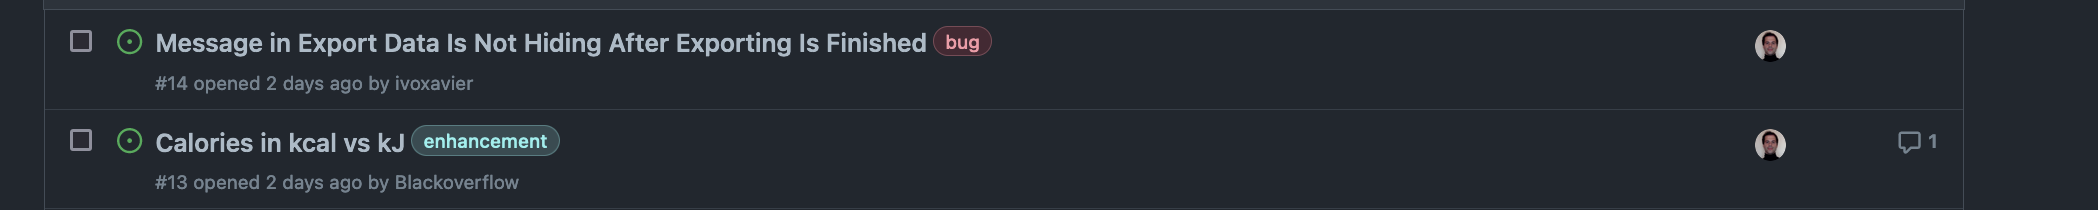 Message in Export Data Is Not Hiding After Exporting Is Finished bug
#14 opened 2 days ago by ivoxavier
Calories in kcal vs kJ enhancement 1
#13 opened 2 days ago by Blackoverflow